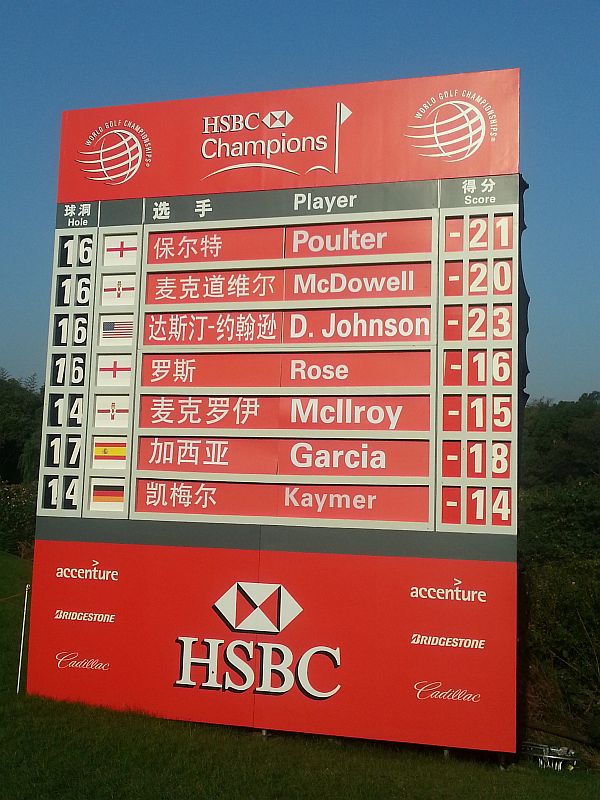 WORLD GOLF CHAMPIONSHIPS
HSBC
Champions
WORLD GOLF CHAMPIONSHIPS
球洞 选 手 Player 得分
Hole Score
16 保尔特 Poulter -21
16 麦克道维尔 McDowell -20
16 达斯汀-约翰逊 D. Johnson -23
16 罗斯 Rose -16
14 麦克罗伊 McIlroy -15
17 加西亚 Garcia -18
14 凯梅尔 Kaymer -14
accenture accenture
BRIDGESTONE BRIDGESTONE
Cadillac Cadillac
HSBC